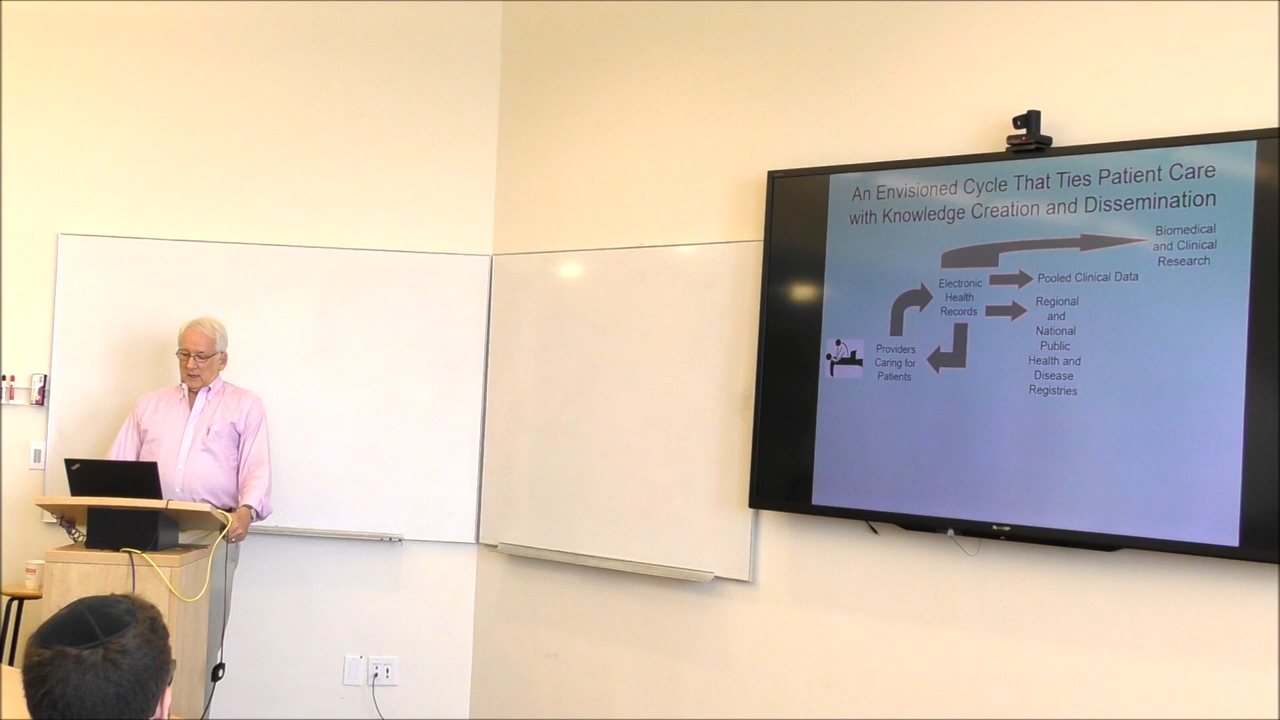 An Envisioned Cycle That Ties Patient Care
with Knowledge Creation and Dissemination
Biomedical
and Clinical
Research
Electronic
Health
Records
Pooled Clinical Data
Regional
and
National
Public
Health and
Disease
Registries
Providers
Caring for
Patients